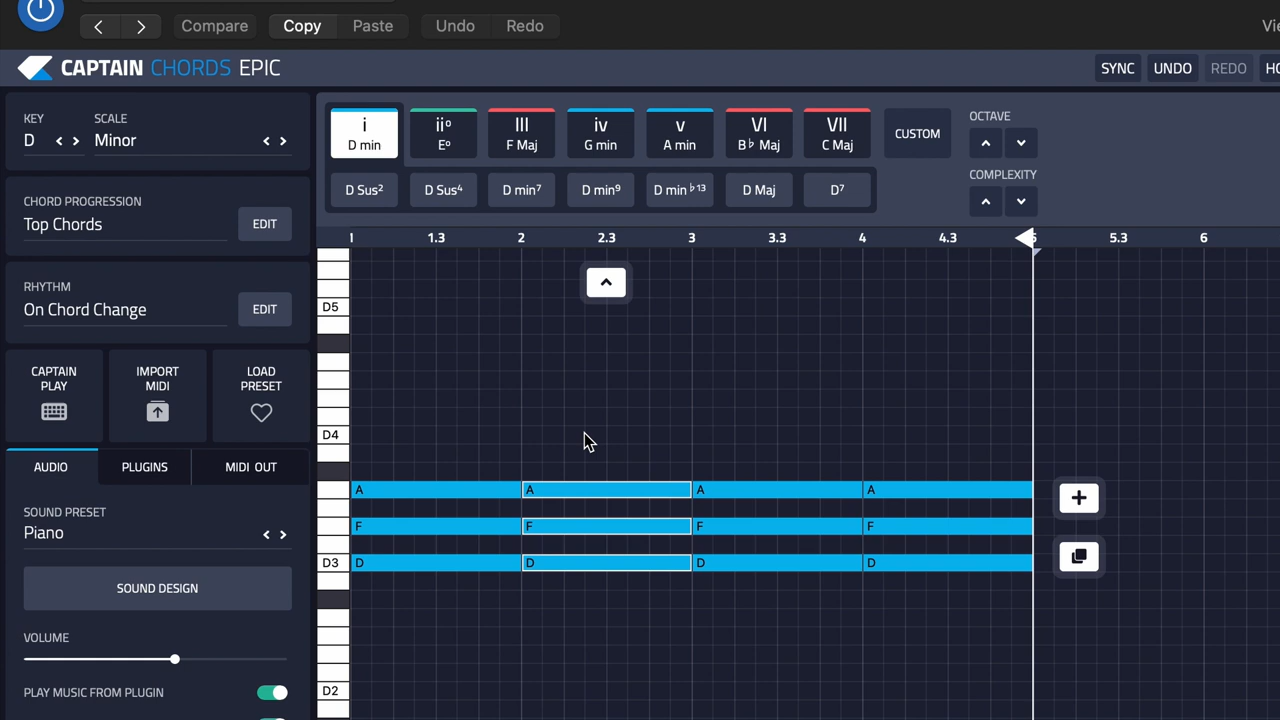 Compare
Copy
Paste
Undo
Redo
CAPTAIN CHORDS EPIC
SYNC
UNDO
REDO
KEY
D
SCALE
Minor
CHORD PROGRESSION
Top Chords
EDIT
RHYTHM
On Chord Change
EDIT
CAPTAIN
PLAY
IMPORT
MIDI
LOAD
PRESET
AUDIO
PLUGINS
MIDI OUT
SOUND PRESET
Piano
SOUND DESIGN
VOLUME
PLAY MUSIC FROM PLUGIN
i
D min
ii°
E°
III
F Maj
iv
G min
v
A min
VI
B♭ Maj
VII
C Maj
CUSTOM
D Sus²
D Sus⁴
D min⁷
D min⁹
D min ♭¹³
D Maj
D⁷
OCTAVE
COMPLEXITY
1 1.3 2 2.3 3 3.3 4 4.3 5 5.3 6
D5
D4
A A A A
F F F F
D3 D D D D
D2